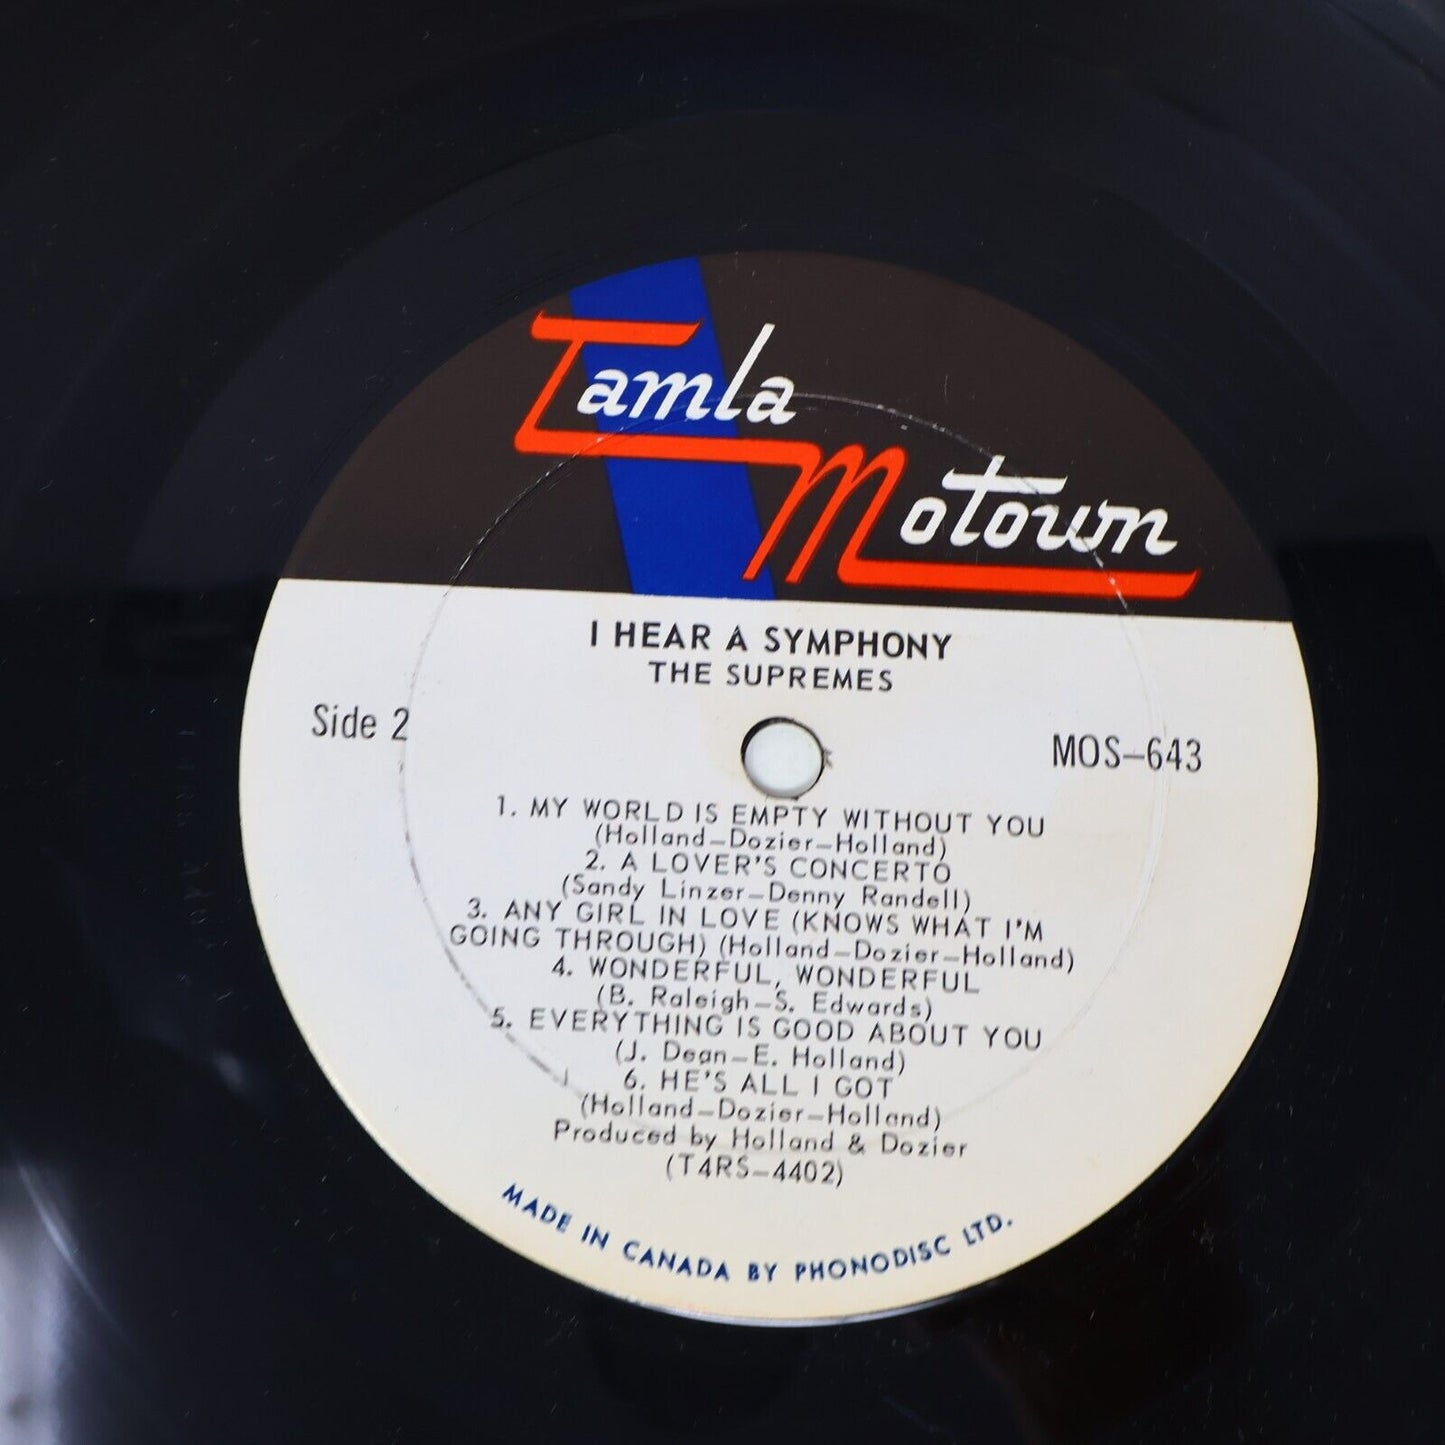 Tamla
Motown
I HEAR A SYMPHONY
THE SUPREMES
Side 2
MOS-643
1. MY WORLD IS EMPTY WITHOUT YOU
(Holland-Dozier-Holland)
2. A LOVER'S CONCERTO
(Sandy Linzer-Denny Randell)
3. ANY GIRL IN LOVE (KNOWS WHAT I'M
GOING THROUGH) (Holland-Dozier-Holland)
4. WONDERFUL, WONDERFUL
(B. Raleigh-S. Edwards)
5. EVERYTHING IS GOOD ABOUT YOU
(J. Dean-E. Holland)
6. HE'S ALL I GOT
(Holland-Dozier-Holland)
Produced by Holland & Dozier
(T4RS-4402)
MADE IN CANADA BY PHONODISC LTD.